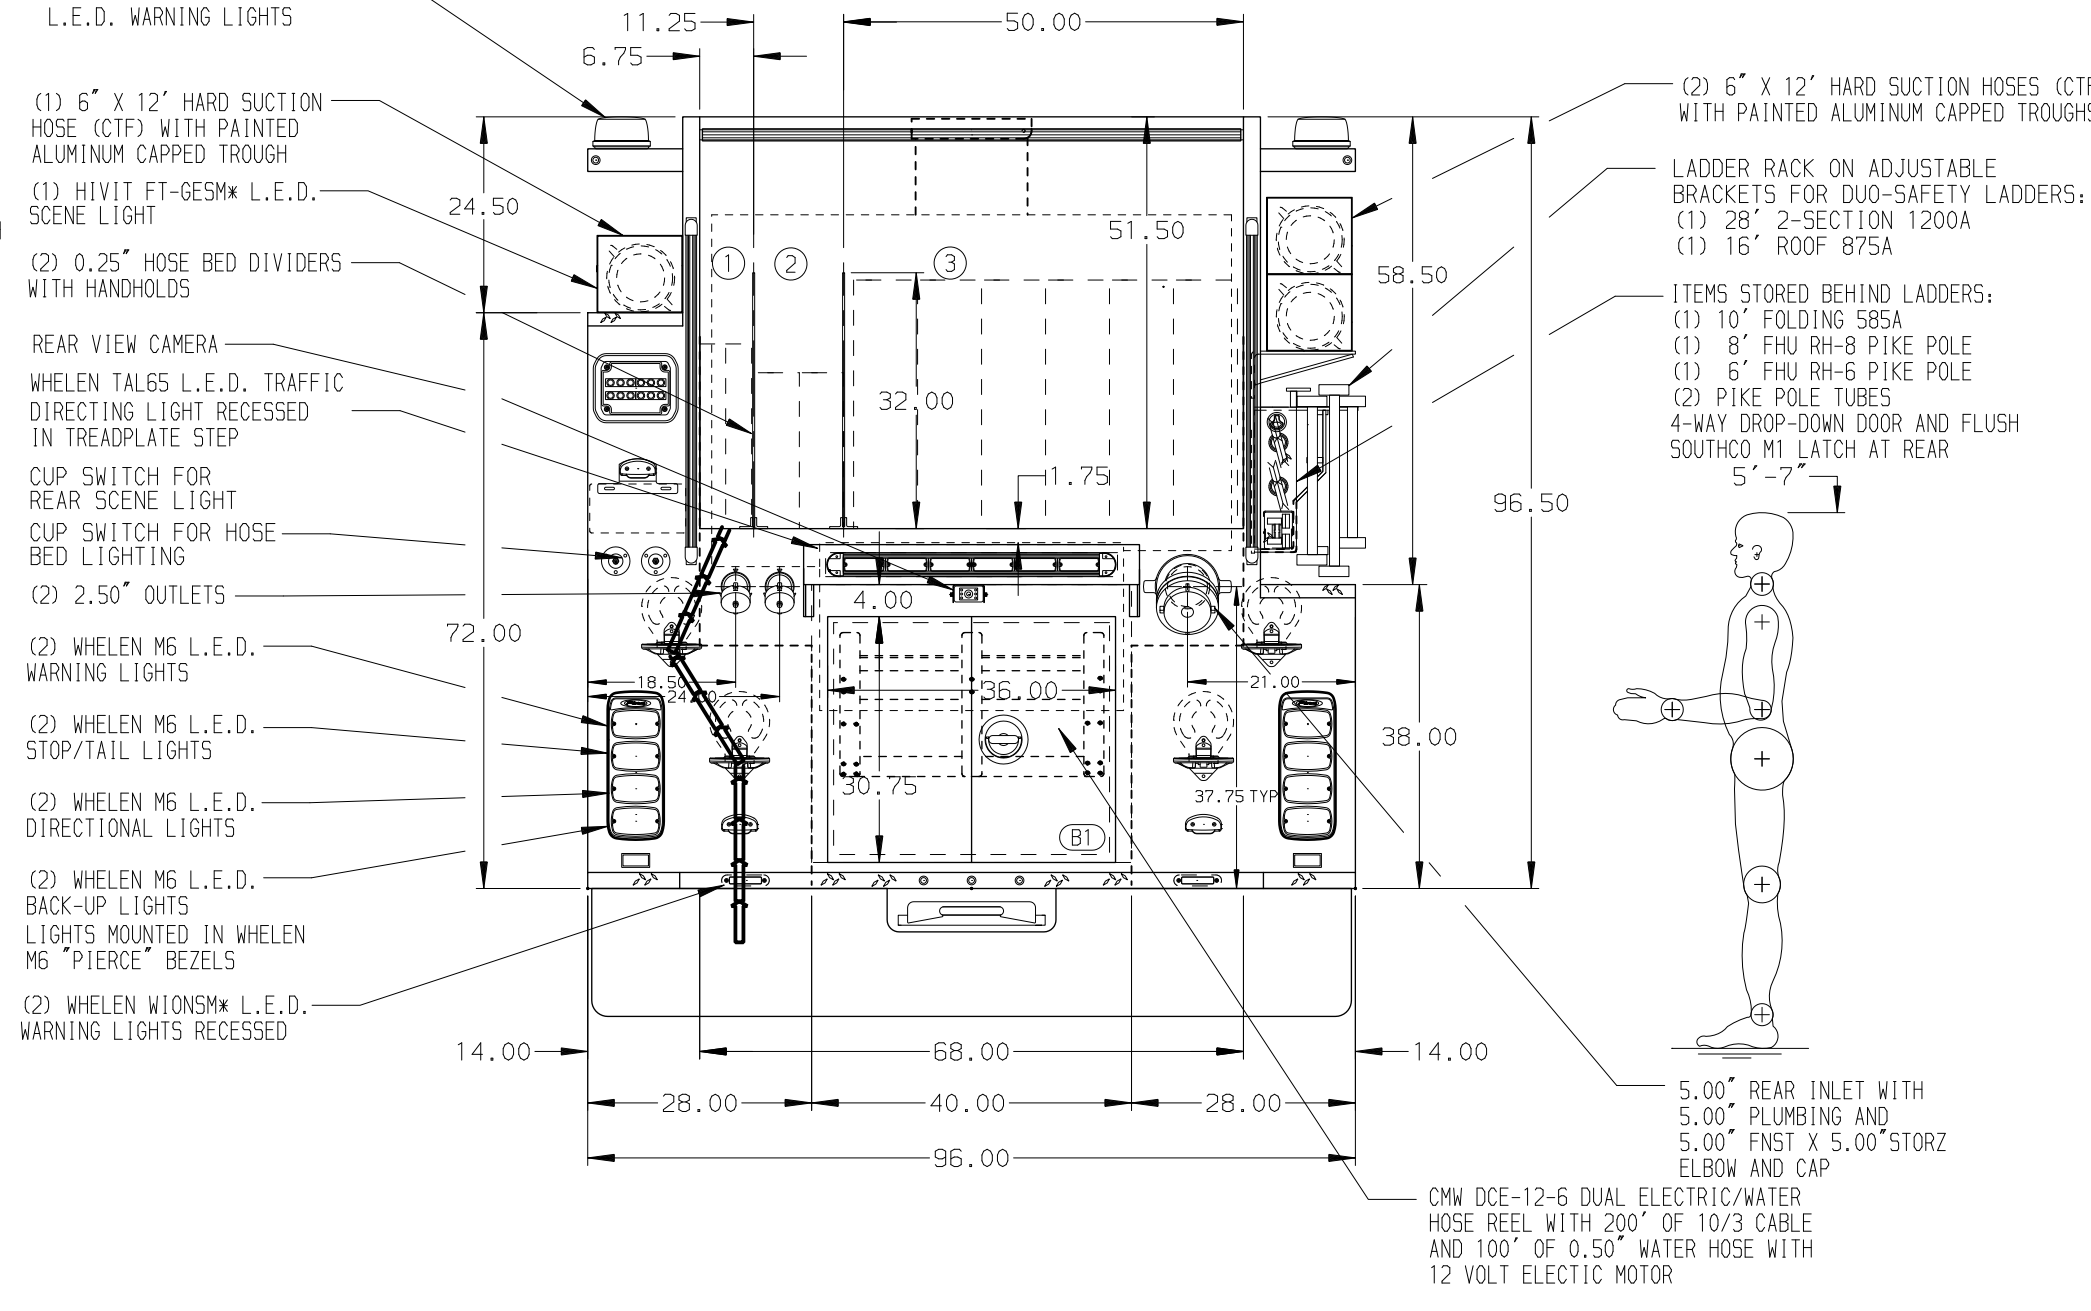 L.E.D. WARNING LIGHTS
(1) 6" X 12' HARD SUCTION
HOSE (CTF) WITH PAINTED
ALUMINUM CAPPED TROUGH
(1) HIVIT FT-GESM* L.E.D.
SCENE LIGHT
(2) 0.25" HOSE BED DIVIDERS
WITH HANDHOLDS
REAR VIEW CAMERA
WHELEN TAL65 L.E.D. TRAFFIC
DIRECTING LIGHT RECESSED
IN TREADPLATE STEP
CUP SWITCH FOR
REAR SCENE LIGHT
CUP SWITCH FOR HOSE
BED LIGHTING
(2) 2.50" OUTLETS
(2) WHELEN M6 L.E.D.
WARNING LIGHTS
(2) WHELEN M6 L.E.D.
STOP/TAIL LIGHTS
(2) WHELEN M6 L.E.D.
DIRECTIONAL LIGHTS
(2) WHELEN M6 L.E.D.
BACK-UP LIGHTS
LIGHTS MOUNTED IN WHELEN
M6 "PIERCE" BEZELS
(2) WHELEN WIONSM* L.E.D.
WARNING LIGHTS RECESSED
11.25
50.00
6.75
24.50
51.50
58.50
1
2
3
32.00
1.75
96.50
4.00
72.00
18.50
36.00
21.00
38.00
30.75
37.75 TYP
B1
14.00
68.00
14.00
28.00
40.00
28.00
96.00
(2) 6" X 12' HARD SUCTION HOSES
WITH PAINTED ALUMINUM CAPPED
LADDER RACK ON ADJUSTABLE
BRACKETS FOR DUO-SAFETY LADDERS:
(1) 28' 2-SECTION 1200A
(1) 16' ROOF 875A
ITEMS STORED BEHIND LADDERS:
(1) 10' FOLDING 585A
(1) 8' FHU RH-8 PIKE POLE
(1) 6' FHU RH-6 PIKE POLE
(2) PIKE POLE TUBES
4-WAY DROP-DOWN DOOR AND FLUSH
SOUTHCO M1 LATCH AT REAR
5'-7"
5.00" REAR INLET WITH
5.00" PLUMBING AND
5.00" FNST X 5.00"STORZ
ELBOW AND CAP
CMW DCE-12-6 DUAL ELECTRIC/WATER
HOSE REEL WITH 200' OF 10/3 CABLE
AND 100' OF 0.50" WATER HOSE WITH
12 VOLT ELECTIC MOTOR